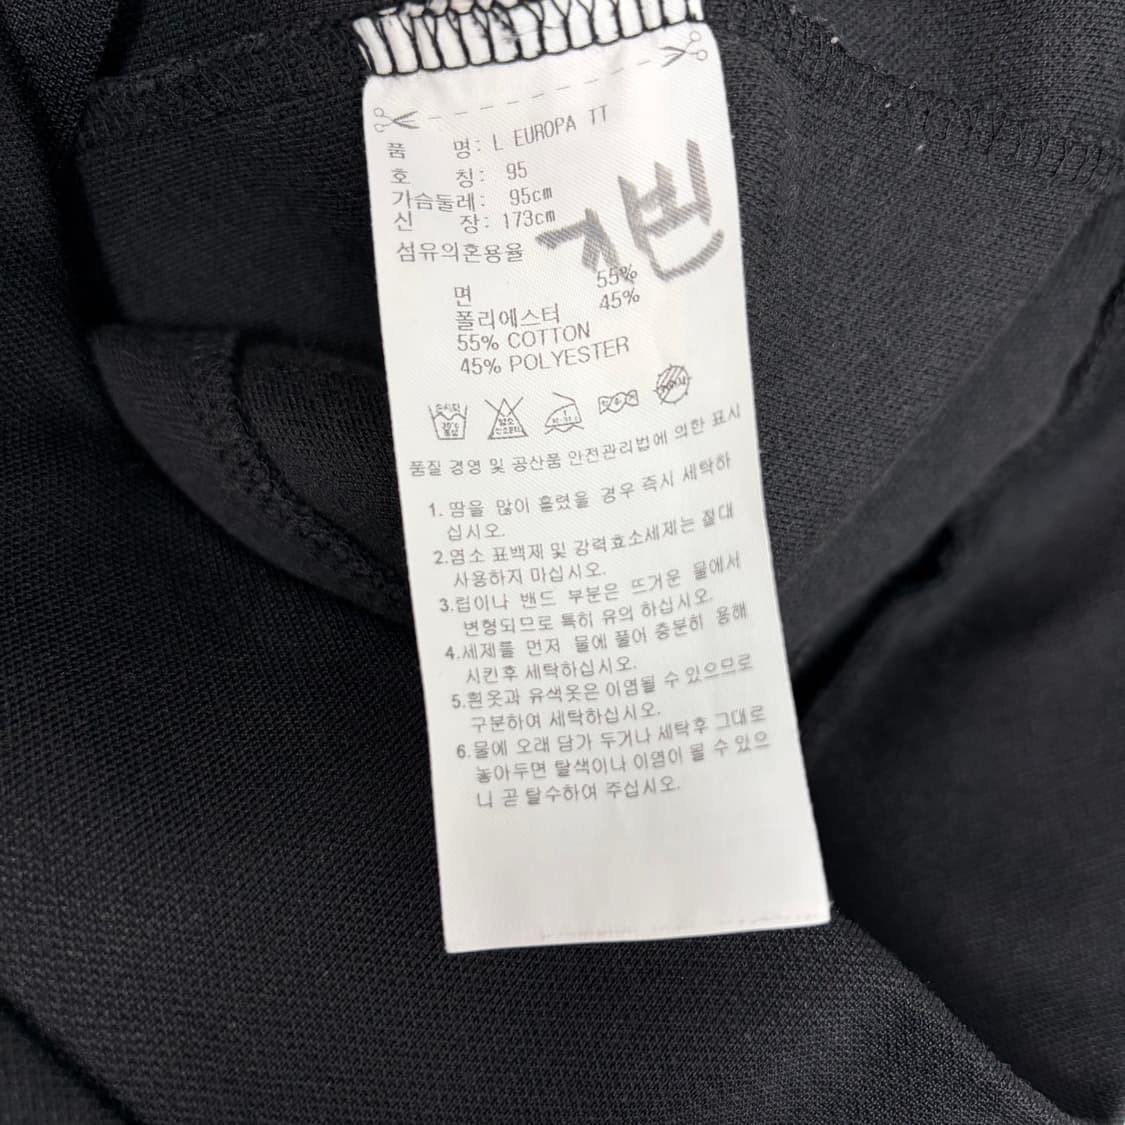 품 명: L EUROPA TT
호 칭: 95
가슴둘레: 95cm
신 장: 173cm
섬유의혼용율
면 55%
폴리에스터 45%
55% COTTON
45% POLYESTER
품질 경영 및 공산품 안전관리법에 의한 표시
1. 땀을 많이 흘렸을 경우 즉시 세탁하
십시오.
2.염소 표백제 및 강력효소세제는 절대
사용하지 마십시오.
3.립이나 밴드 부분은 뜨거운 물에서
변형되므로 특히 유의 하십시오.
4.세제를 먼저 물에 풀어 충분히 용해
시킨후 세탁하십시오.
5.흰옷과 유색옷은 이염될 수 있으므로
구분하여 세탁하십시오.
6.물에 오래 담가 두거나 세탁후 그대로
놓아두면 탈색이나 이염이 될 수 있으
니 곧 탈수하여 주십시오.